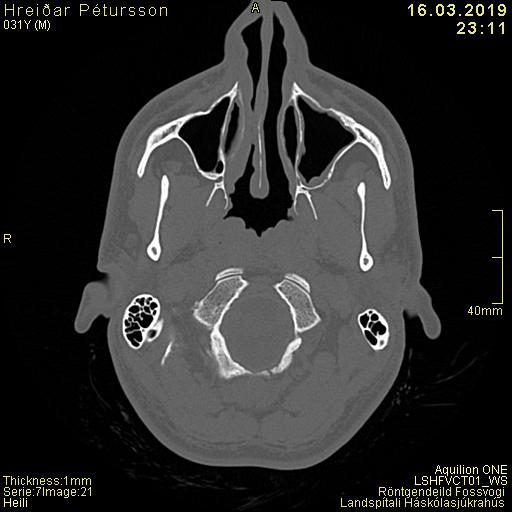 Hreiðar Pétursson
031Y (M)
A
16.03.2019
23:11
R
40mm
Thickness:1mm
Serie:7Image:21
Heili
Aquilion ONE
LSHFVCT01_WS
Röntgendeild Fossvogi
Landspítali Háskólasjúkrahús